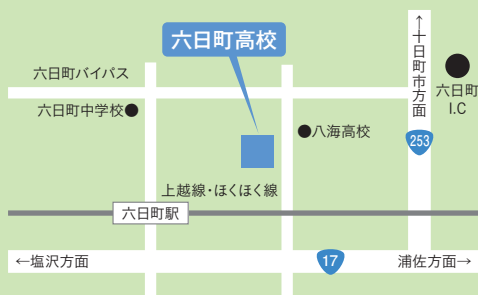 六日町高校
↑十日町市方面
六日町バイパス
六日町
I.C
六日町中学校
八海高校
253
上越線・ほくほく線
六日町駅
←塩沢方面
17
浦佐方面→